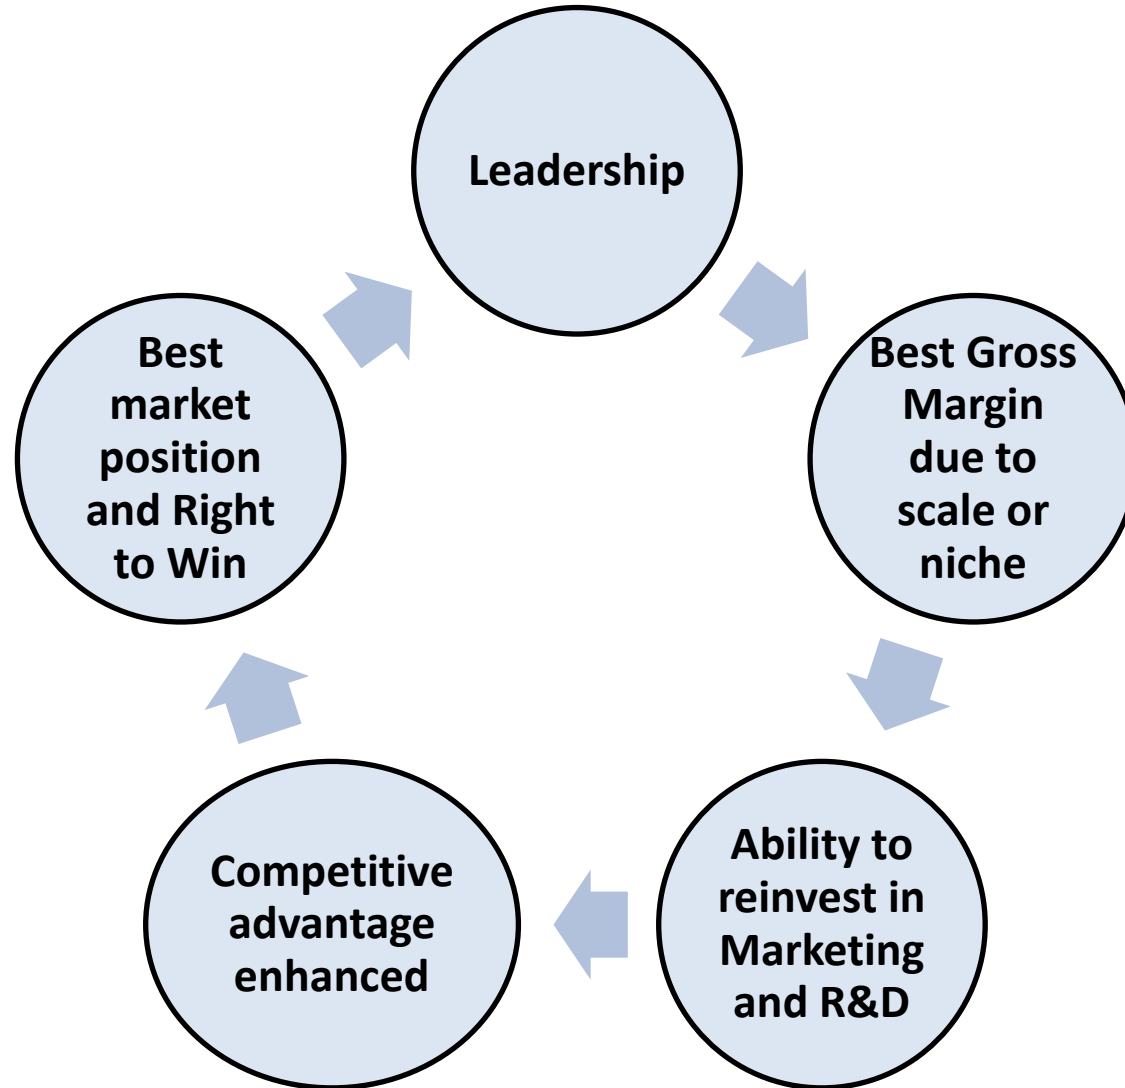 Leadership
Best Gross
Margin
due to
scale or
niche
Ability to
reinvest in
Marketing
and R&D
Competitive
advantage
enhanced
Best
market
position
and Right
to Win